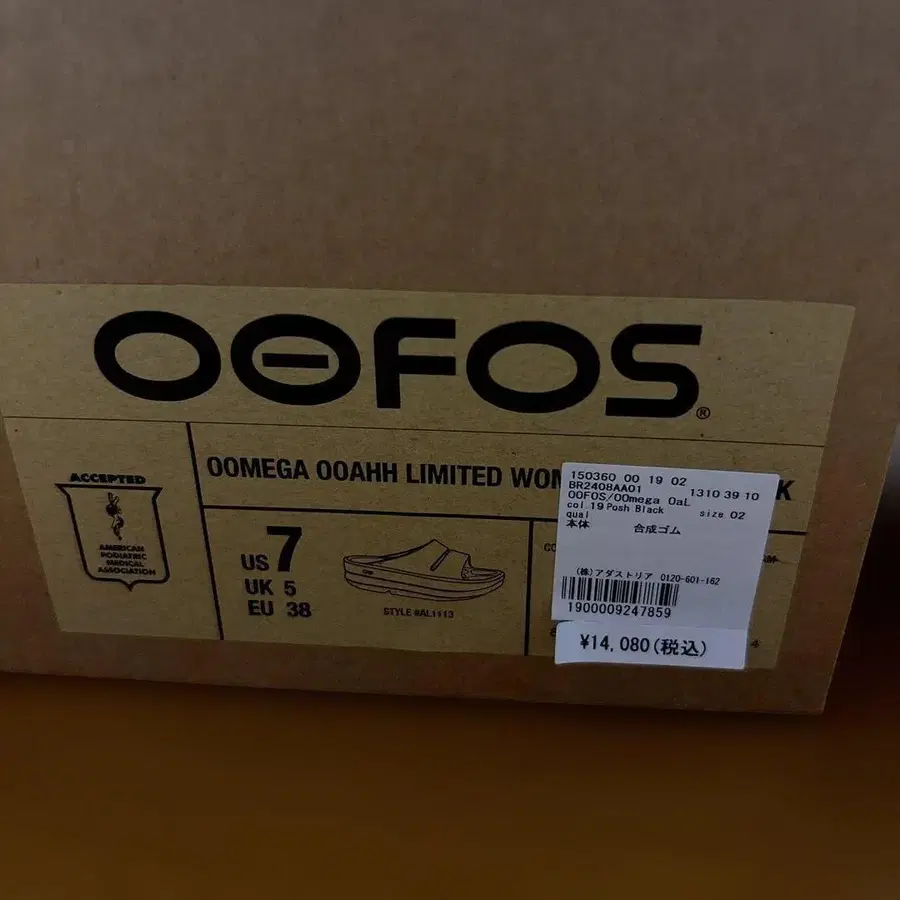 OOFOS®
ACCEPTED
AMERICAN
PODIATRIC
MEDICAL
ASSOCIATION
OOMEGA OOAHH LIMITED WOM K
US 7
UK 5
EU 38
STYLE #AL1113
150360 00 19 02
BR2408AA01 1310 39 10
OOFOS/OOmega OaL
col.19 Posh Black size 02
qual
本体 合成ゴム
(株)アダストリア 0120-601-162
1900009247859
¥14,080(税込)